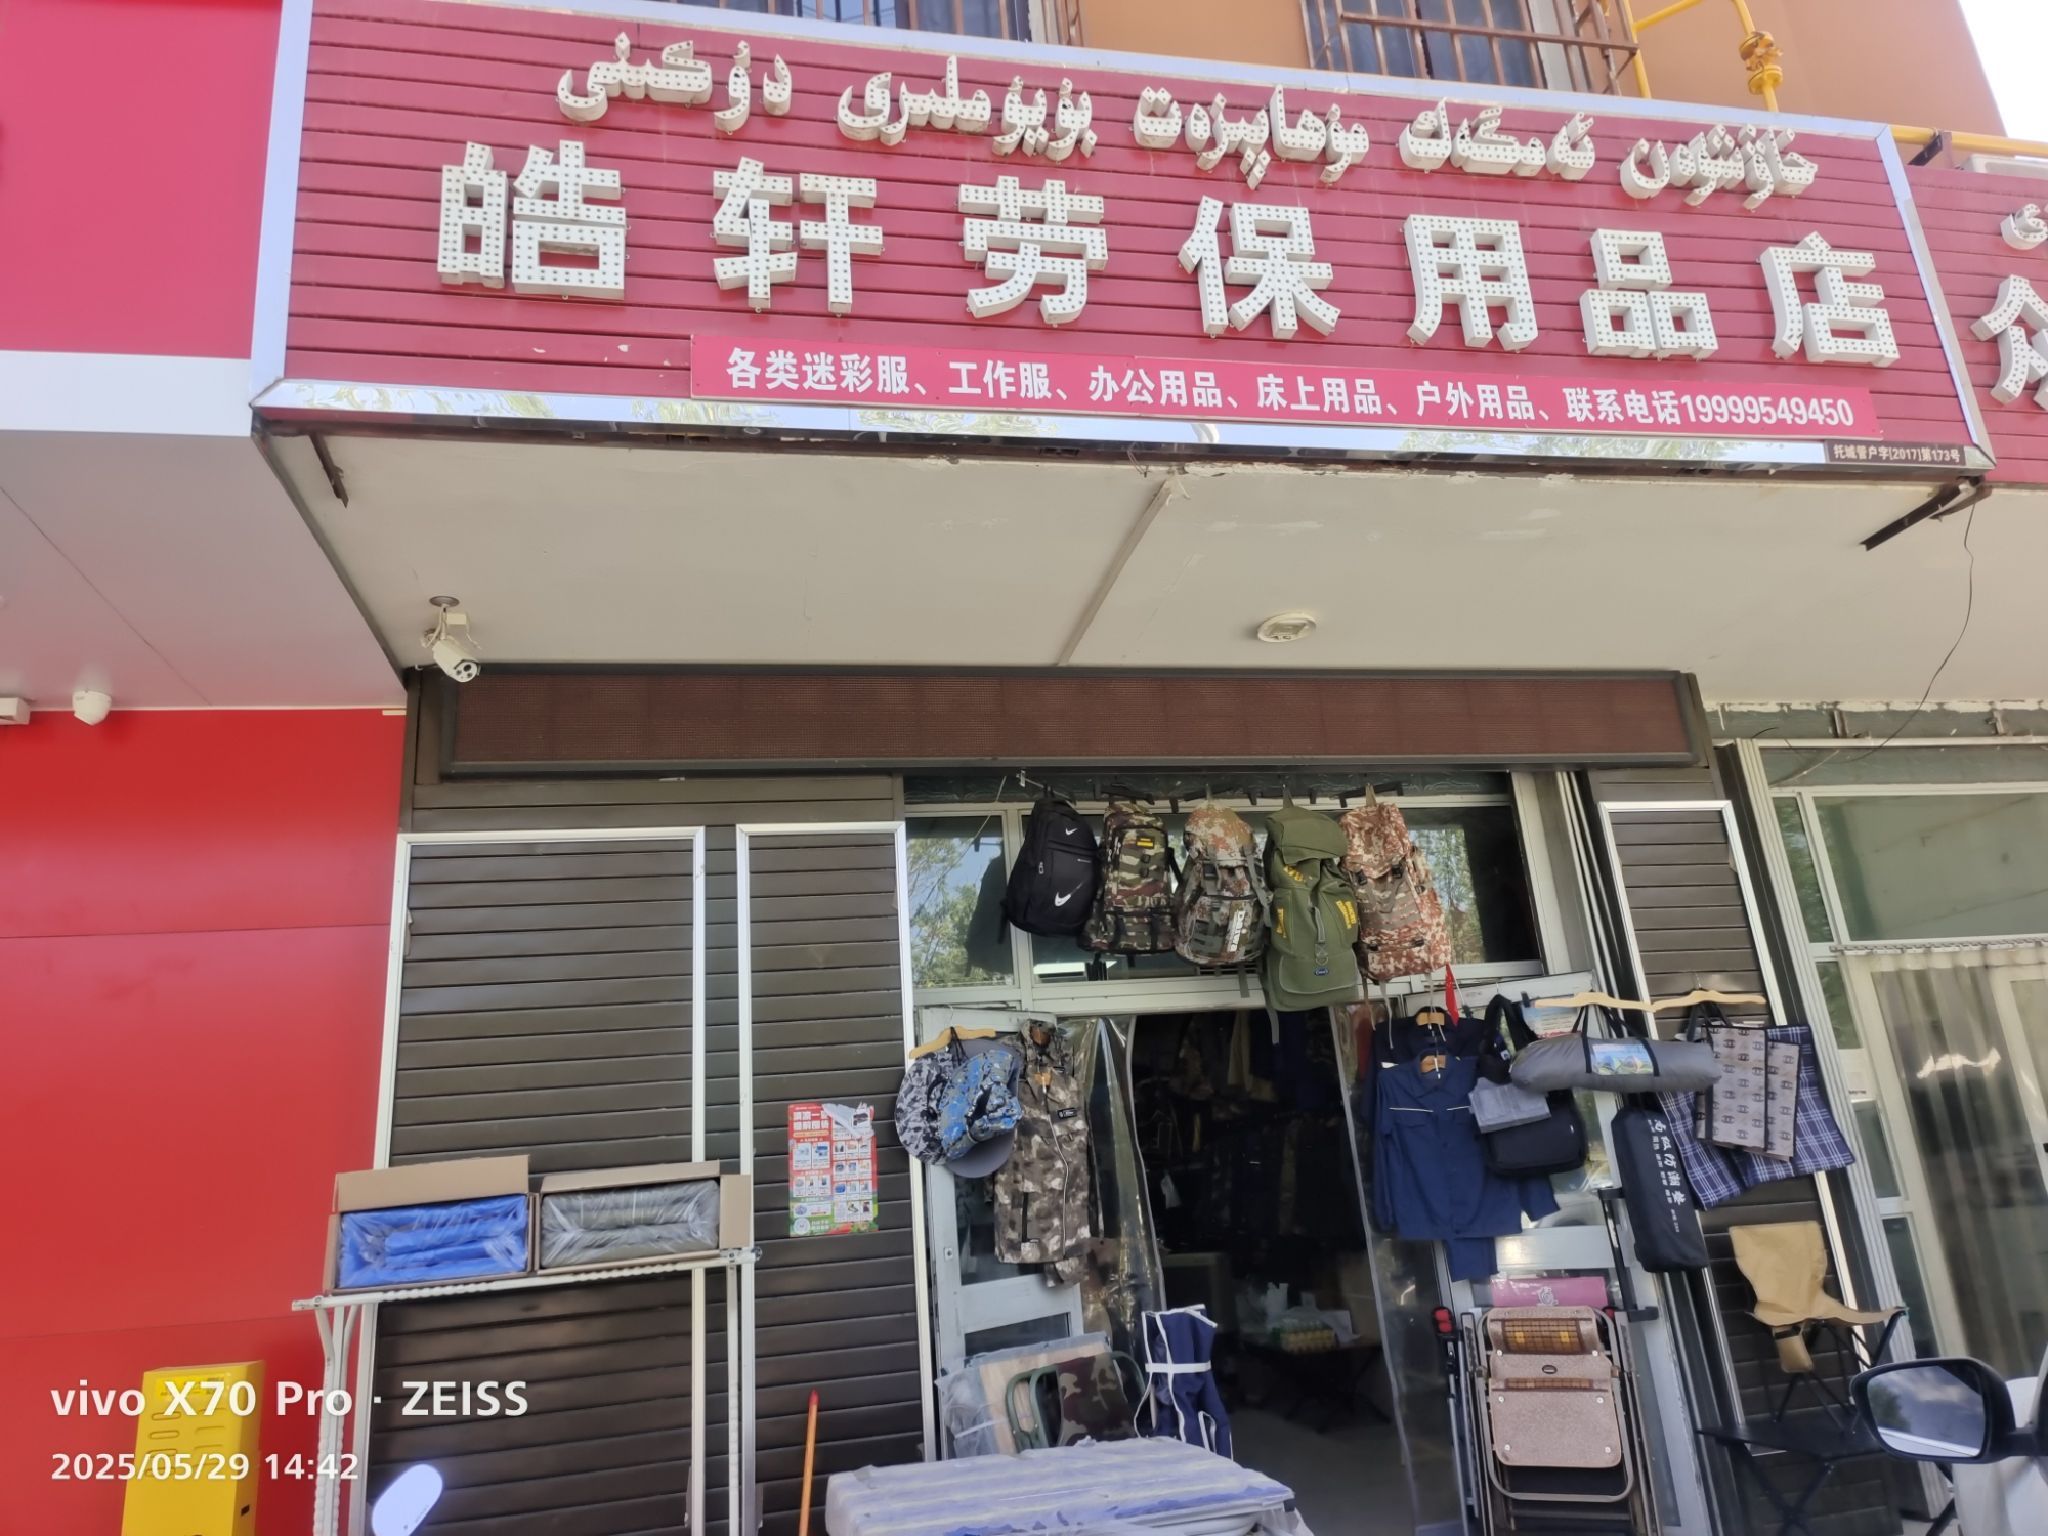 خاۋشۈەن ئەمگەك مۇھاپىزەت بۇيۇملىرى دۇكىنى
皓轩劳保用品店
各类迷彩服、工作服、办公用品、床上用品、户外用品、联系电话19999549450
托城管户字[2017]第173号
vivo X70 Pro · ZEISS
2025/05/29 14:42